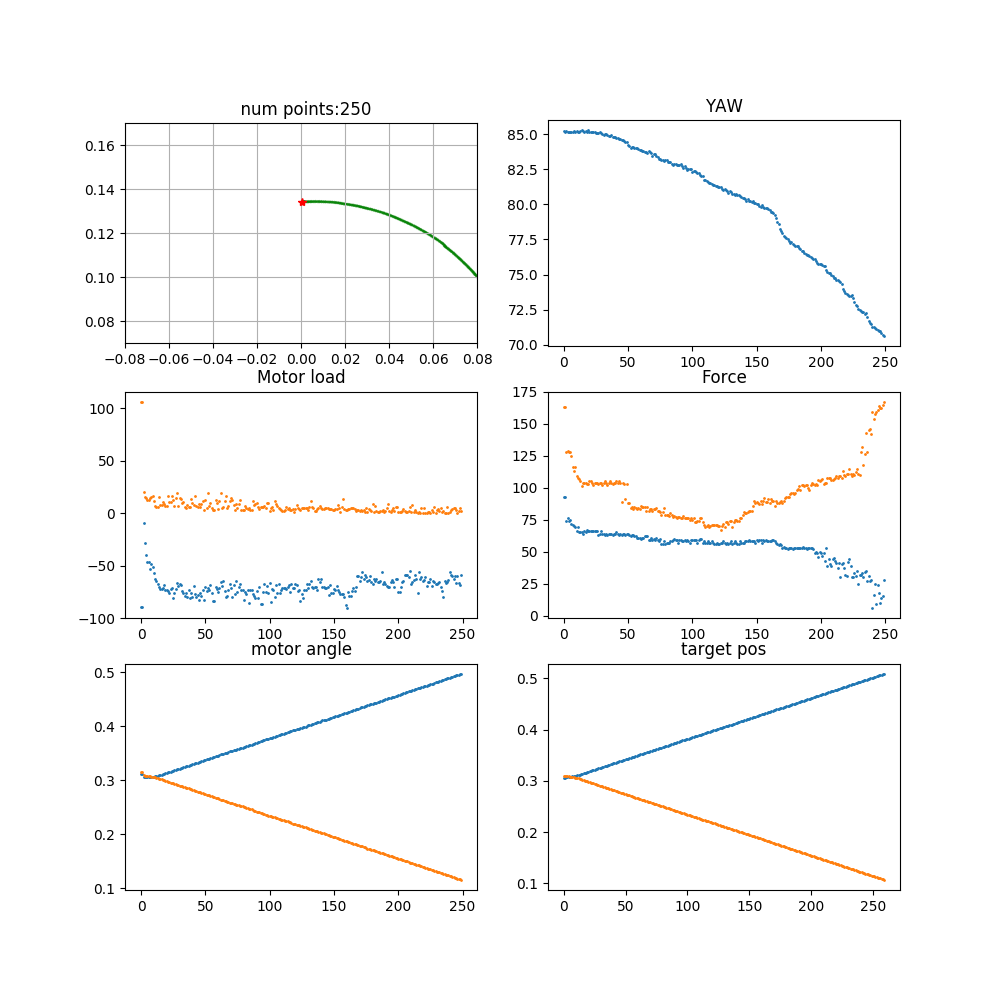 num points:250
YAW
0.16
0.14
0.12
0.10
0.08
−0.08 −0.06 −0.04 −0.02 0.00 0.02 0.04 0.06 0.08
85.0
82.5
80.0
77.5
75.0
72.5
70.0
0 50 100 150 200 250
Motor load
Force
100
50
0
−50
−100
0 50 100 150 200 250
175
150
125
100
75
50
25
0
0 50 100 150 200 250
motor angle
target pos
0.5
0.4
0.3
0.2
0.1
0 50 100 150 200 250
0.5
0.4
0.3
0.2
0.1
0 50 100 150 200 250